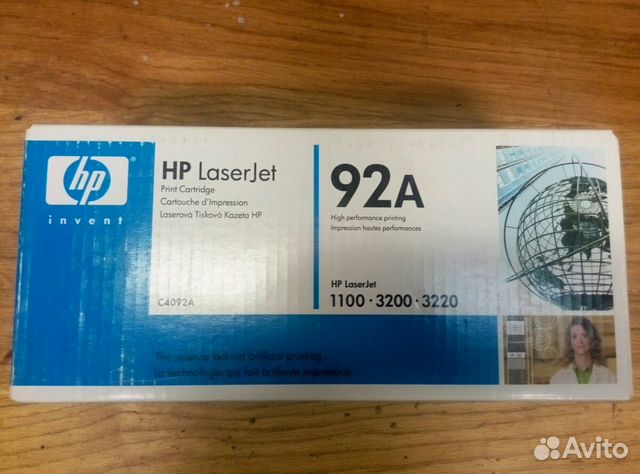 hp
invent
HP LaserJet
Print Cartridge
Cartouche d'Impression
Laserová Tisková Kazeta HP
C4092A
92A
High performance printing
Impression hautes performances
HP LaserJet
1100 · 3200 · 3220
The science behind brilliant printing.
La technologie qui fait brillante impression.
Avito